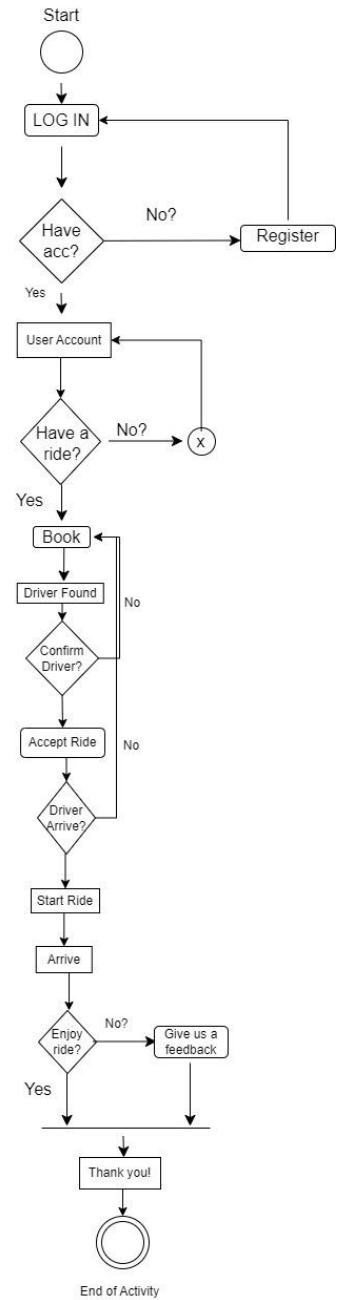 Start
LOG IN
No?
Have
acc?
Register
Yes
User Account
Have a
ride?
No?
X
Yes
Book
Driver Found
No
Confirm
Driver?
Accept Ride
No
Driver
Arrive?
Start Ride
Arrive
No?
Enjoy
ride?
Give us a
feedback
Yes
Thank you!
End of Activity